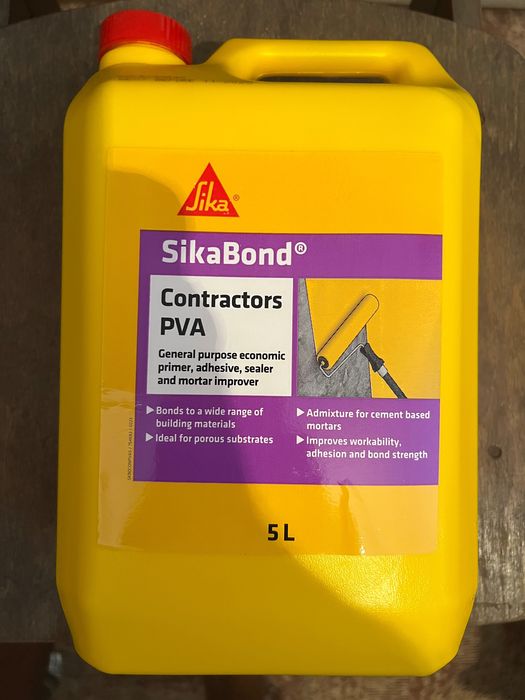 Sika®
SikaBond®
Contractors
PVA
General purpose economic
primer, adhesive, sealer
and mortar improver
▶ Bonds to a wide range of
building materials
▶ Ideal for porous substrates
▶ Admixture for cement based
mortars
▶ Improves workability,
adhesion and bond strength
5 L